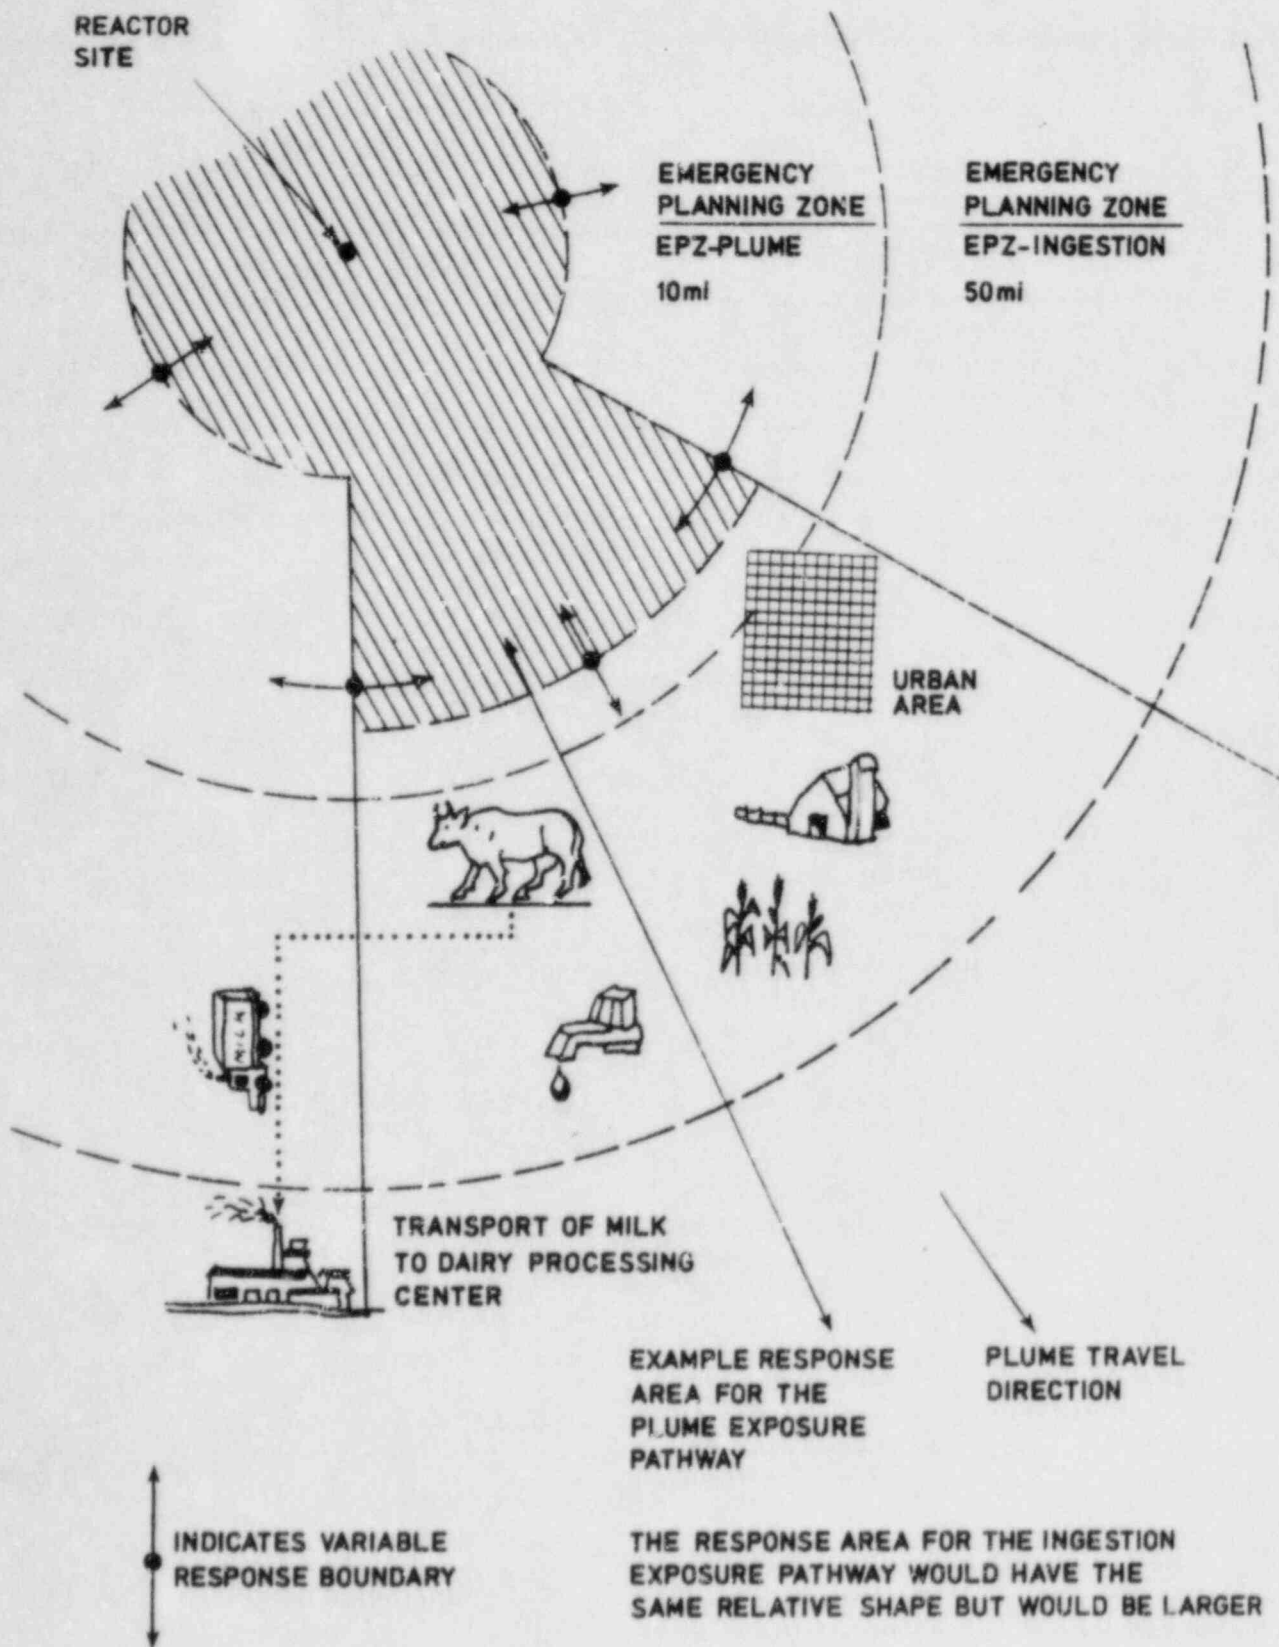 REACTOR
SITE
EMERGENCY
PLANNING ZONE
EPZ-PLUME
10mi
EMERGENCY
PLANNING ZONE
EPZ-INGESTION
50mi
URBAN
AREA
MILK
TRANSPORT OF MILK
TO DAIRY PROCESSING
CENTER
EXAMPLE RESPONSE
AREA FOR THE
PLUME EXPOSURE
PATHWAY
PLUME TRAVEL
DIRECTION
INDICATES VARIABLE
RESPONSE BOUNDARY
THE RESPONSE AREA FOR THE INGESTION
EXPOSURE PATHWAY WOULD HAVE THE
SAME RELATIVE SHAPE BUT WOULD BE LARGER